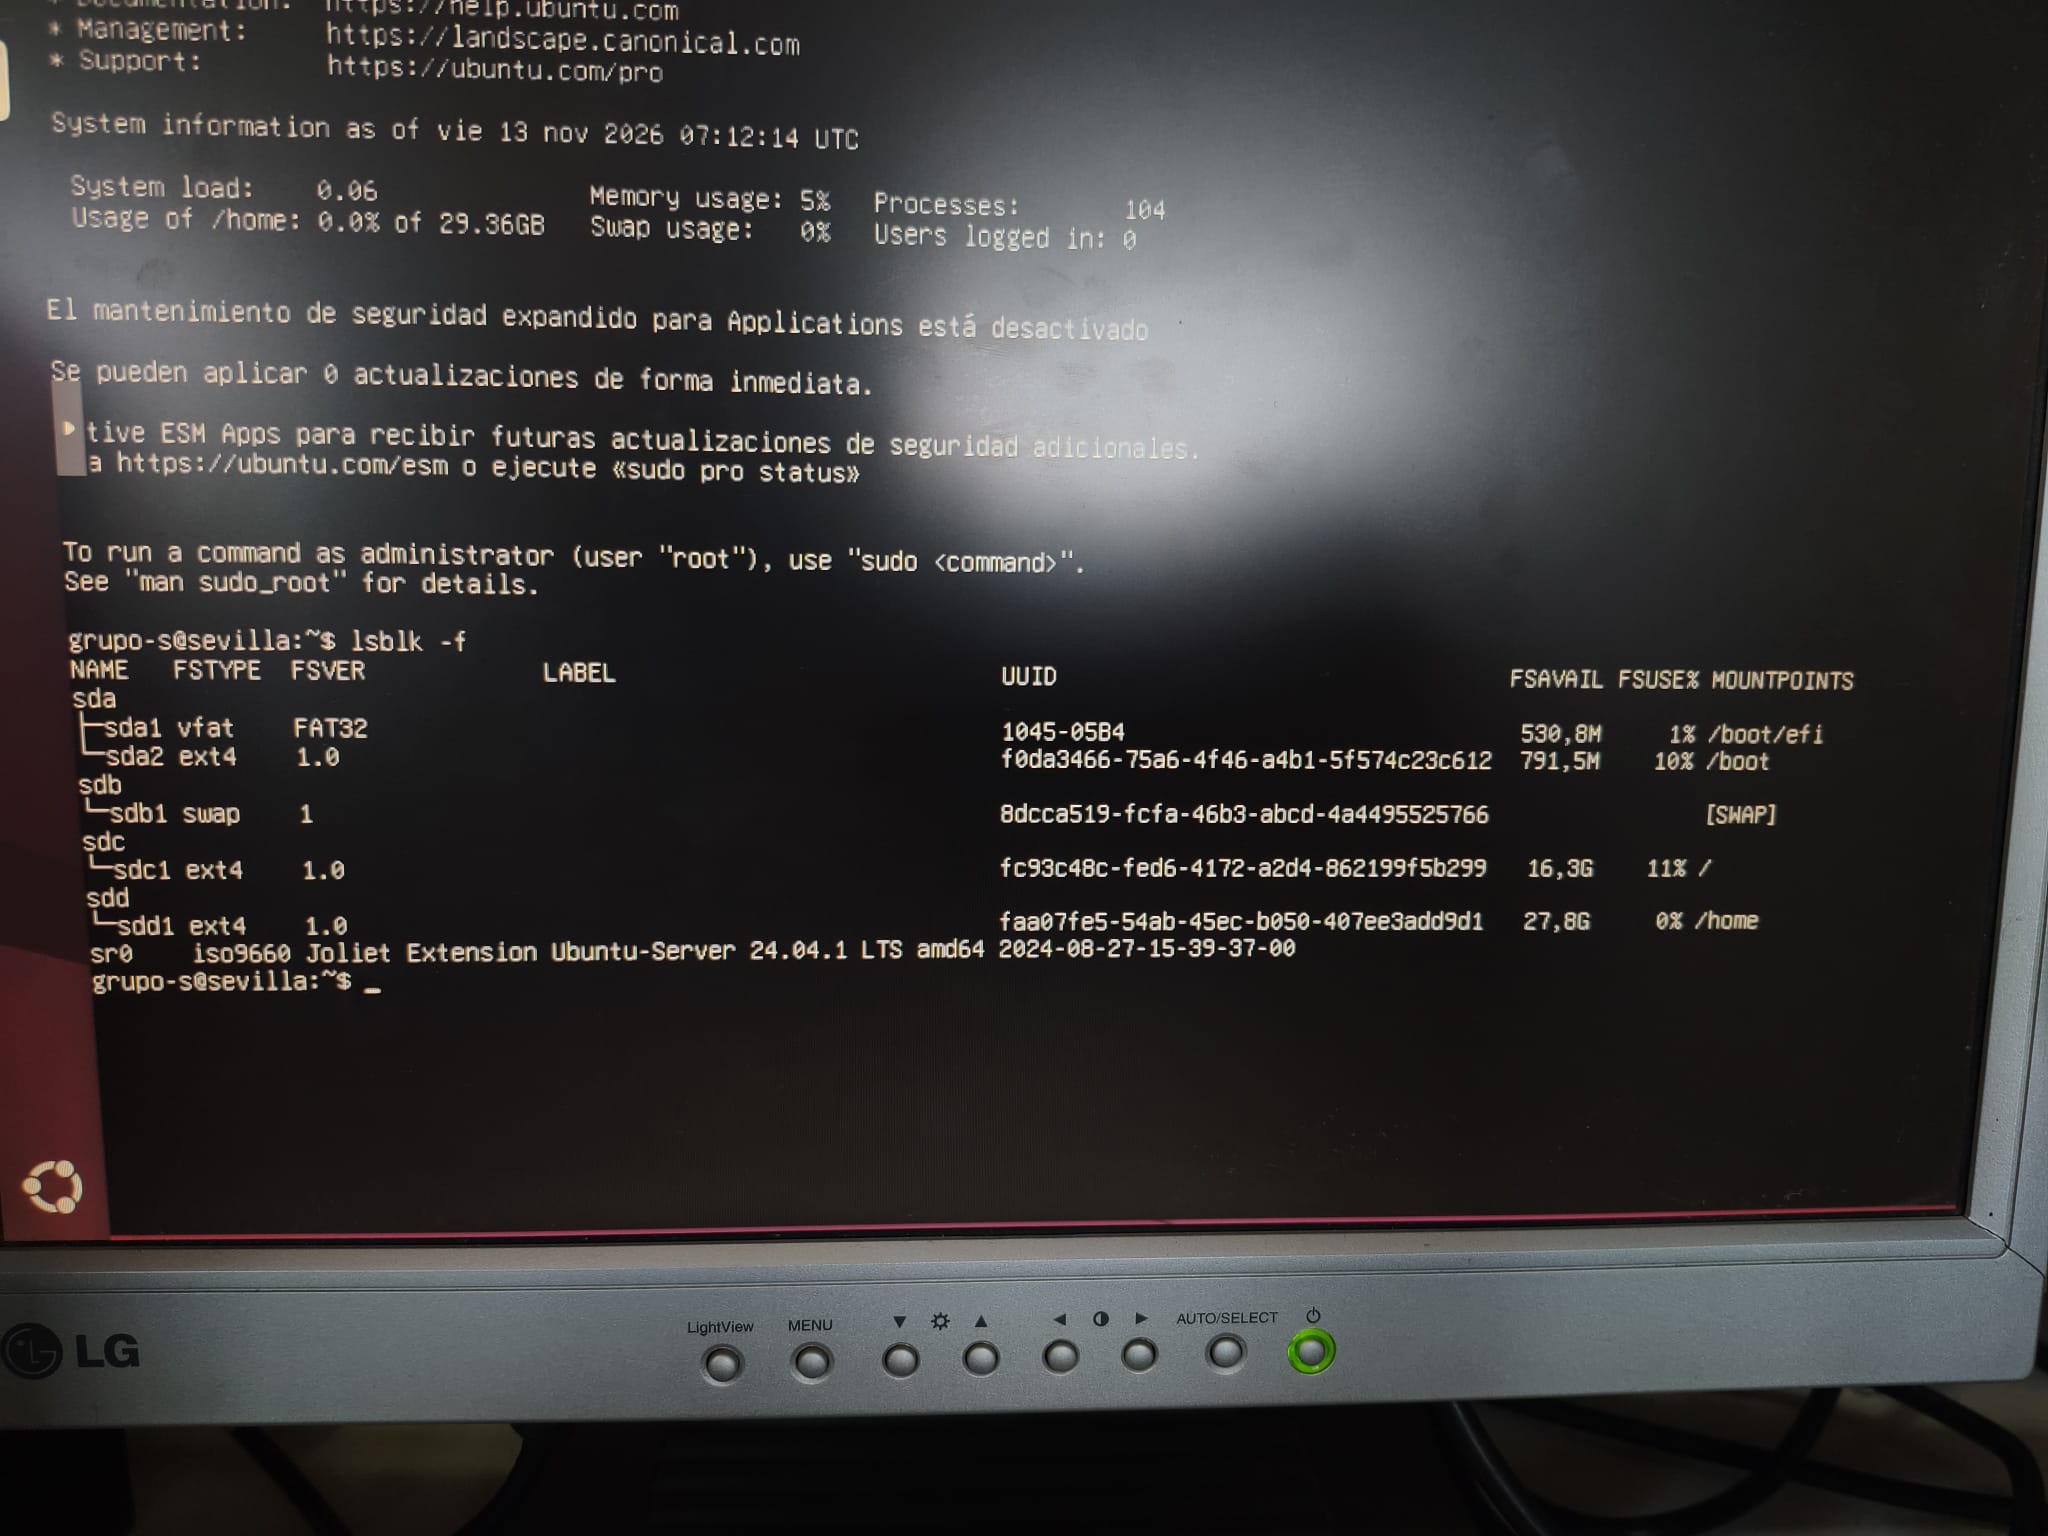 * Documentation: https://help.ubuntu.com
* Management: https://landscape.canonical.com
* Support: https://ubuntu.com/pro
System information as of vie 13 nov 2026 07:12:14 UTC
System load: 0.06 Memory usage: 5% Processes: 104
Usage of /home: 0.0% of 29.36GB Swap usage: 0% Users logged in: 0
El mantenimiento de seguridad expandido para Applications está desactivado
Se pueden aplicar 0 actualizaciones de forma inmediata.
tive ESM Apps para recibir futuras actualizaciones de seguridad adicionales.
a https://ubuntu.com/esm o ejecute «sudo pro status»
To run a command as administrator (user "root"), use "sudo <command>".
See "man sudo_root" for details.
grupo-s@sevilla:~$ lsblk -f
NAME FSTYPE FSVER LABEL UUID FSAVAIL FSUSE% MOUNTPOINTS
sda
├─sda1 vfat FAT32 1045-05B4 530,8M 1% /boot/efi
└─sda2 ext4 1.0 f0da3466-75a6-4f46-a4b1-5f574c23c612 791,5M 10% /boot
sdb
└─sdb1 swap 1 8dcca519-fcfa-46b3-abcd-4a4495525766 [SWAP]
sdc
└─sdc1 ext4 1.0 fc93c48c-fed6-4172-a2d4-862199f5b299 16,3G 11% /
sdd
└─sdd1 ext4 1.0 faa07fe5-54ab-45ec-b050-407ee3add9d1 27,8G 0% /home
sr0 iso9660 Joliet Extension Ubuntu-Server 24.04.1 LTS amd64 2024-08-27-15-39-37-00
grupo-s@sevilla:~$ _
LightView MENU AUTO/SELECT
LG